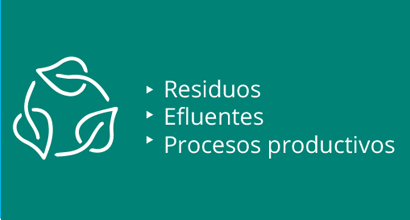 ▸ Residuos
▸ Efluentes
▸ Procesos productivos